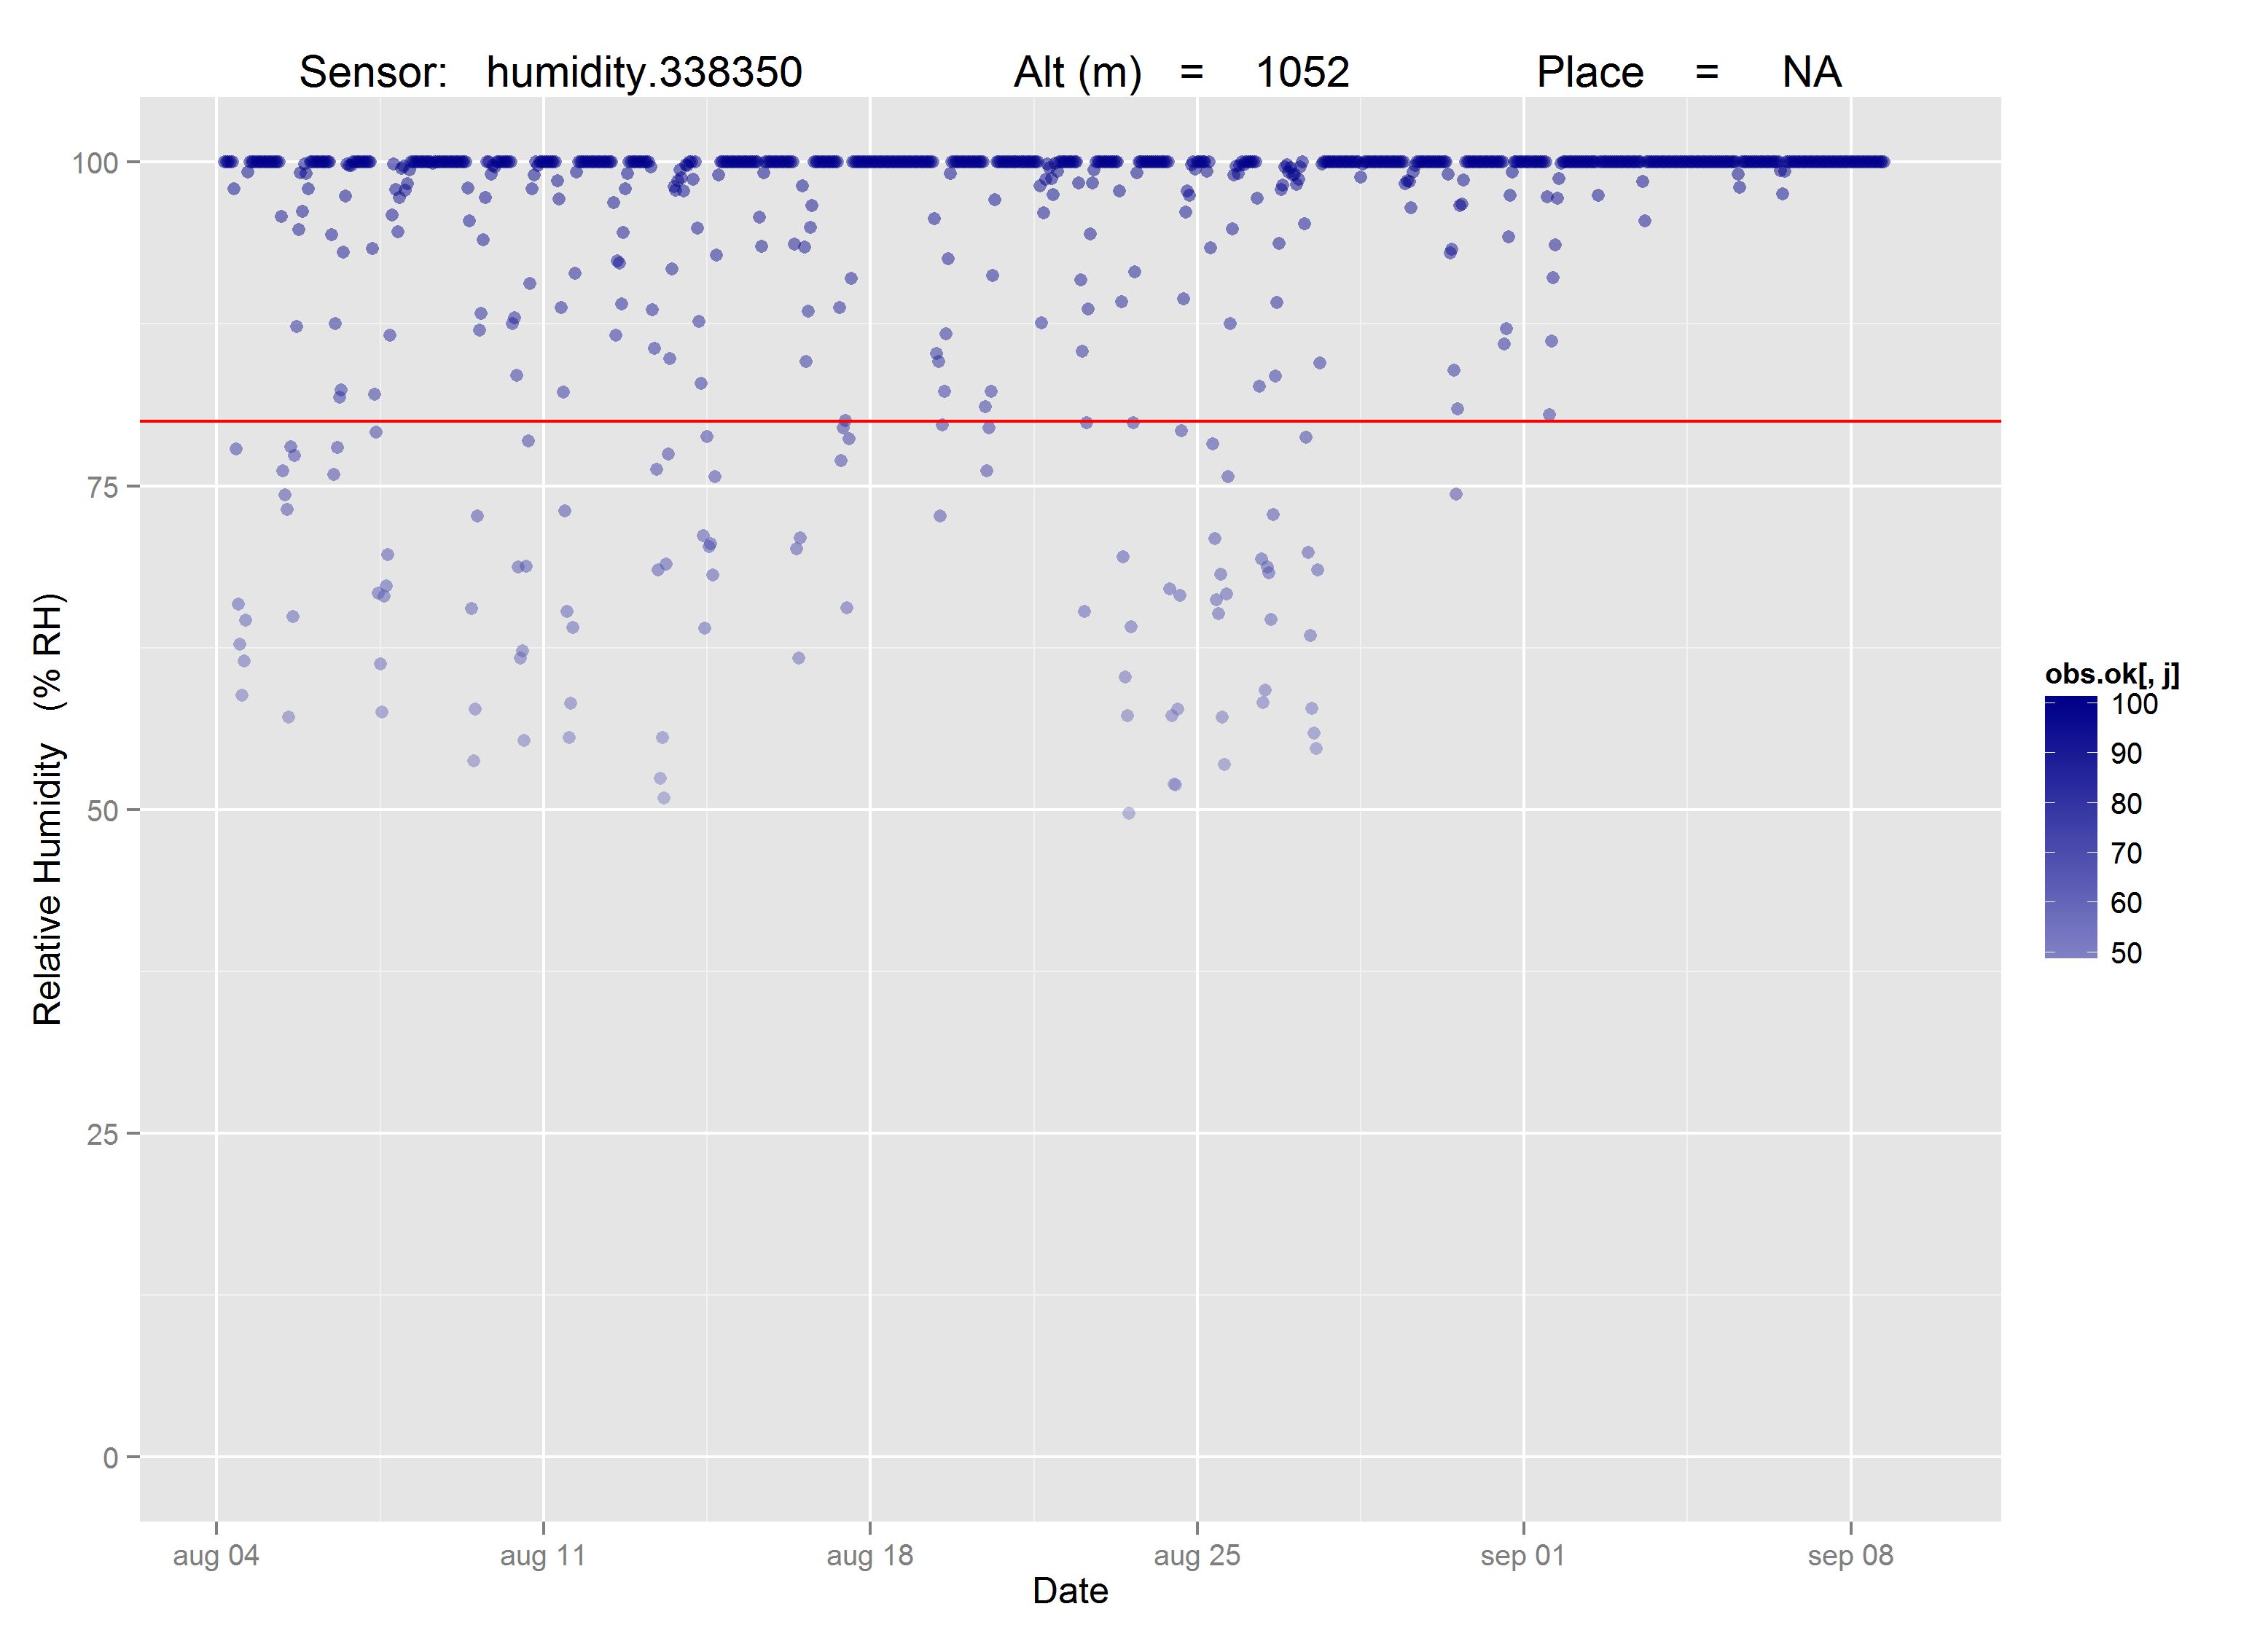 Sensor: humidity.338350 Alt (m) = 1052 Place = NA
Relative Humidity (% RH)
100
75
50
25
0
aug 04 aug 11 aug 18 aug 25 sep 01 sep 08
Date
obs.ok[, j]
100
90
80
70
60
50